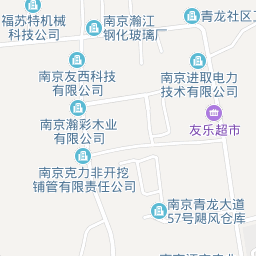 福苏特机械
科技公司
南京瀚江
钢化玻璃厂
青龙社区
南京友西科技
有限公司
南京进取电力
技术有限公司
南京瀚彩木业
有限公司
友乐超市
南京克力非开挖
铺管有限责任公司
南京青龙大道
57号飓风仓库